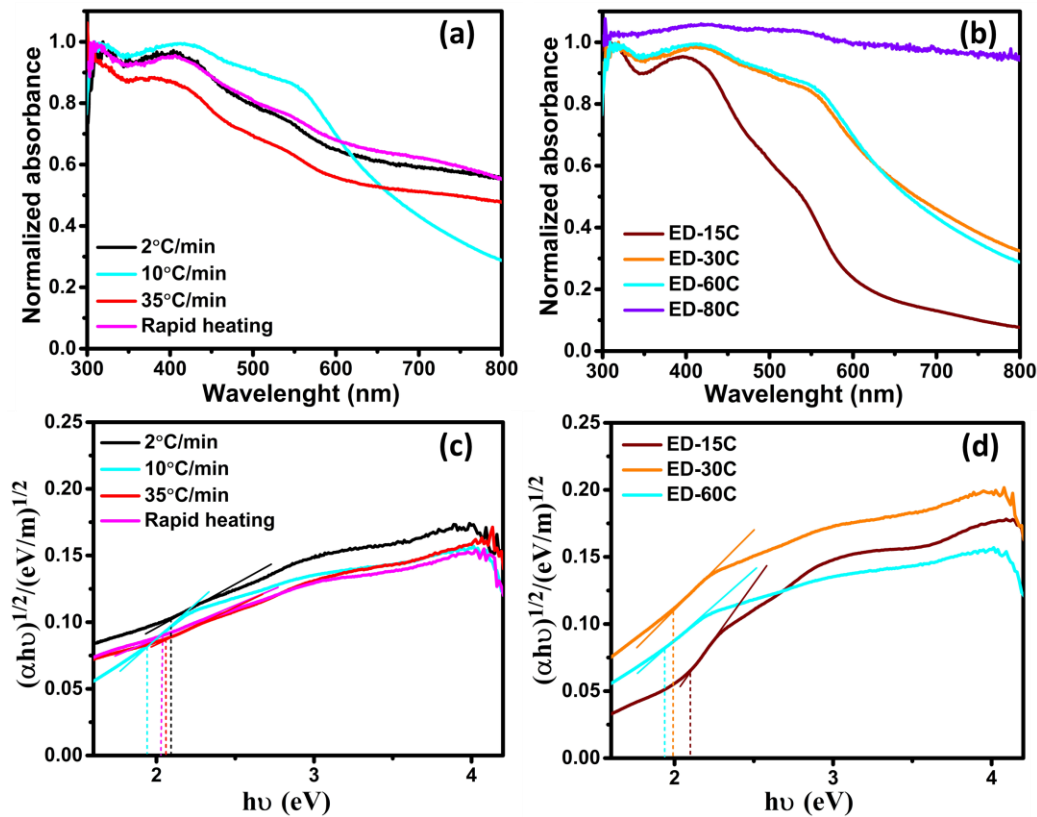 (a)
1.0
0.8
0.6
0.4
0.2
0.0
Normalized absorbance
2°C/min
10°C/min
35°C/min
Rapid heating
300 400 500 600 700 800
Wavelenght (nm)
(b)
1.0
0.8
0.6
0.4
0.2
0.0
Normalized absorbance
ED-15C
ED-30C
ED-60C
ED-80C
300 400 500 600 700 800
Wavelenght (nm)
(c)
0.25
0.20
0.15
0.10
0.05
0.00
(αhυ)1/2/(eV/m)1/2
2°C/min
10°C/min
35°C/min
Rapid heating
2 3 4
hυ (eV)
(d)
0.25
0.20
0.15
0.10
0.05
0.00
(αhυ)1/2/(eV/m)1/2
ED-15C
ED-30C
ED-60C
2 3 4
hυ (eV)